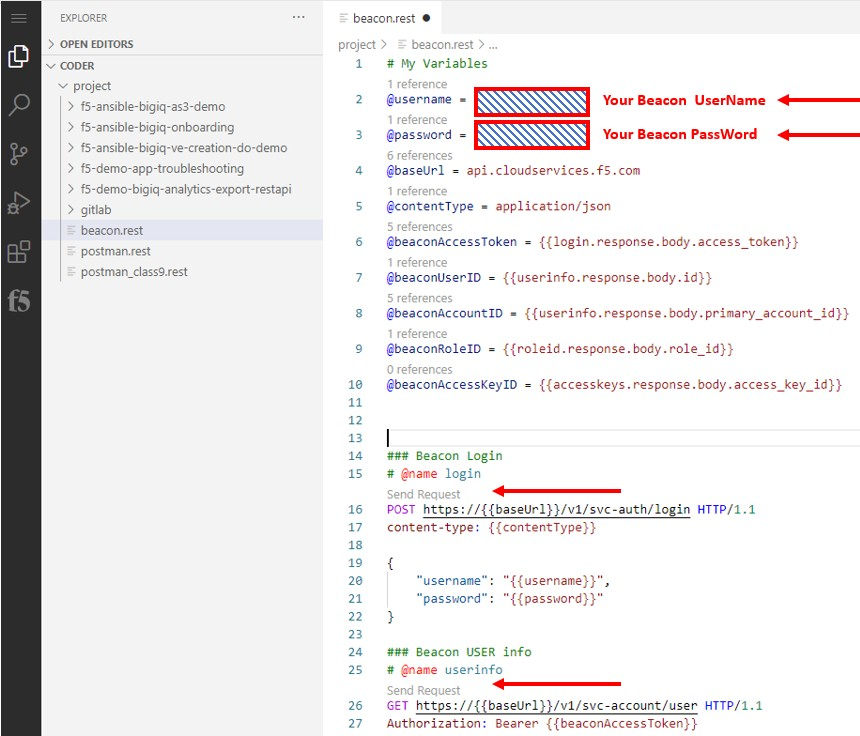 EXPLORER
···
OPEN EDITORS
CODER
project
f5-ansible-bigiq-as3-demo
f5-ansible-bigiq-onboarding
f5-ansible-bigiq-ve-creation-do-demo
f5-demo-app-troubleshooting
f5-demo-bigiq-analytics-export-restapi
gitlab
beacon.rest
postman.rest
postman_class9.rest
f5
beacon.rest
project > beacon.rest > ...
1 # My Variables
1 reference
2 @username = Your Beacon UserName
1 reference
3 @password = Your Beacon PassWord
6 references
4 @baseUrl = api.cloudservices.f5.com
1 reference
5 @contentType = application/json
5 references
6 @beaconAccessToken = {{login.response.body.access_token}}
1 reference
7 @beaconUserID = {{userinfo.response.body.id}}
5 references
8 @beaconAccountID = {{userinfo.response.body.primary_account_id}}
1 reference
9 @beaconRoleID = {{roleid.response.body.role_id}}
0 references
10 @beaconAccessKeyID = {{accesskeys.response.body.access_key_id}}
11
12
13
14 ### Beacon Login
15 # @name login
Send Request
16 POST https://{{baseUrl}}/v1/svc-auth/login HTTP/1.1
17 content-type: {{contentType}}
18
19 {
20 "username": "{{username}}",
21 "password": "{{password}}"
22 }
23
24 ### Beacon USER info
25 # @name userinfo
Send Request
26 GET https://{{baseUrl}}/v1/svc-account/user HTTP/1.1
27 Authorization: Bearer {{beaconAccessToken}}